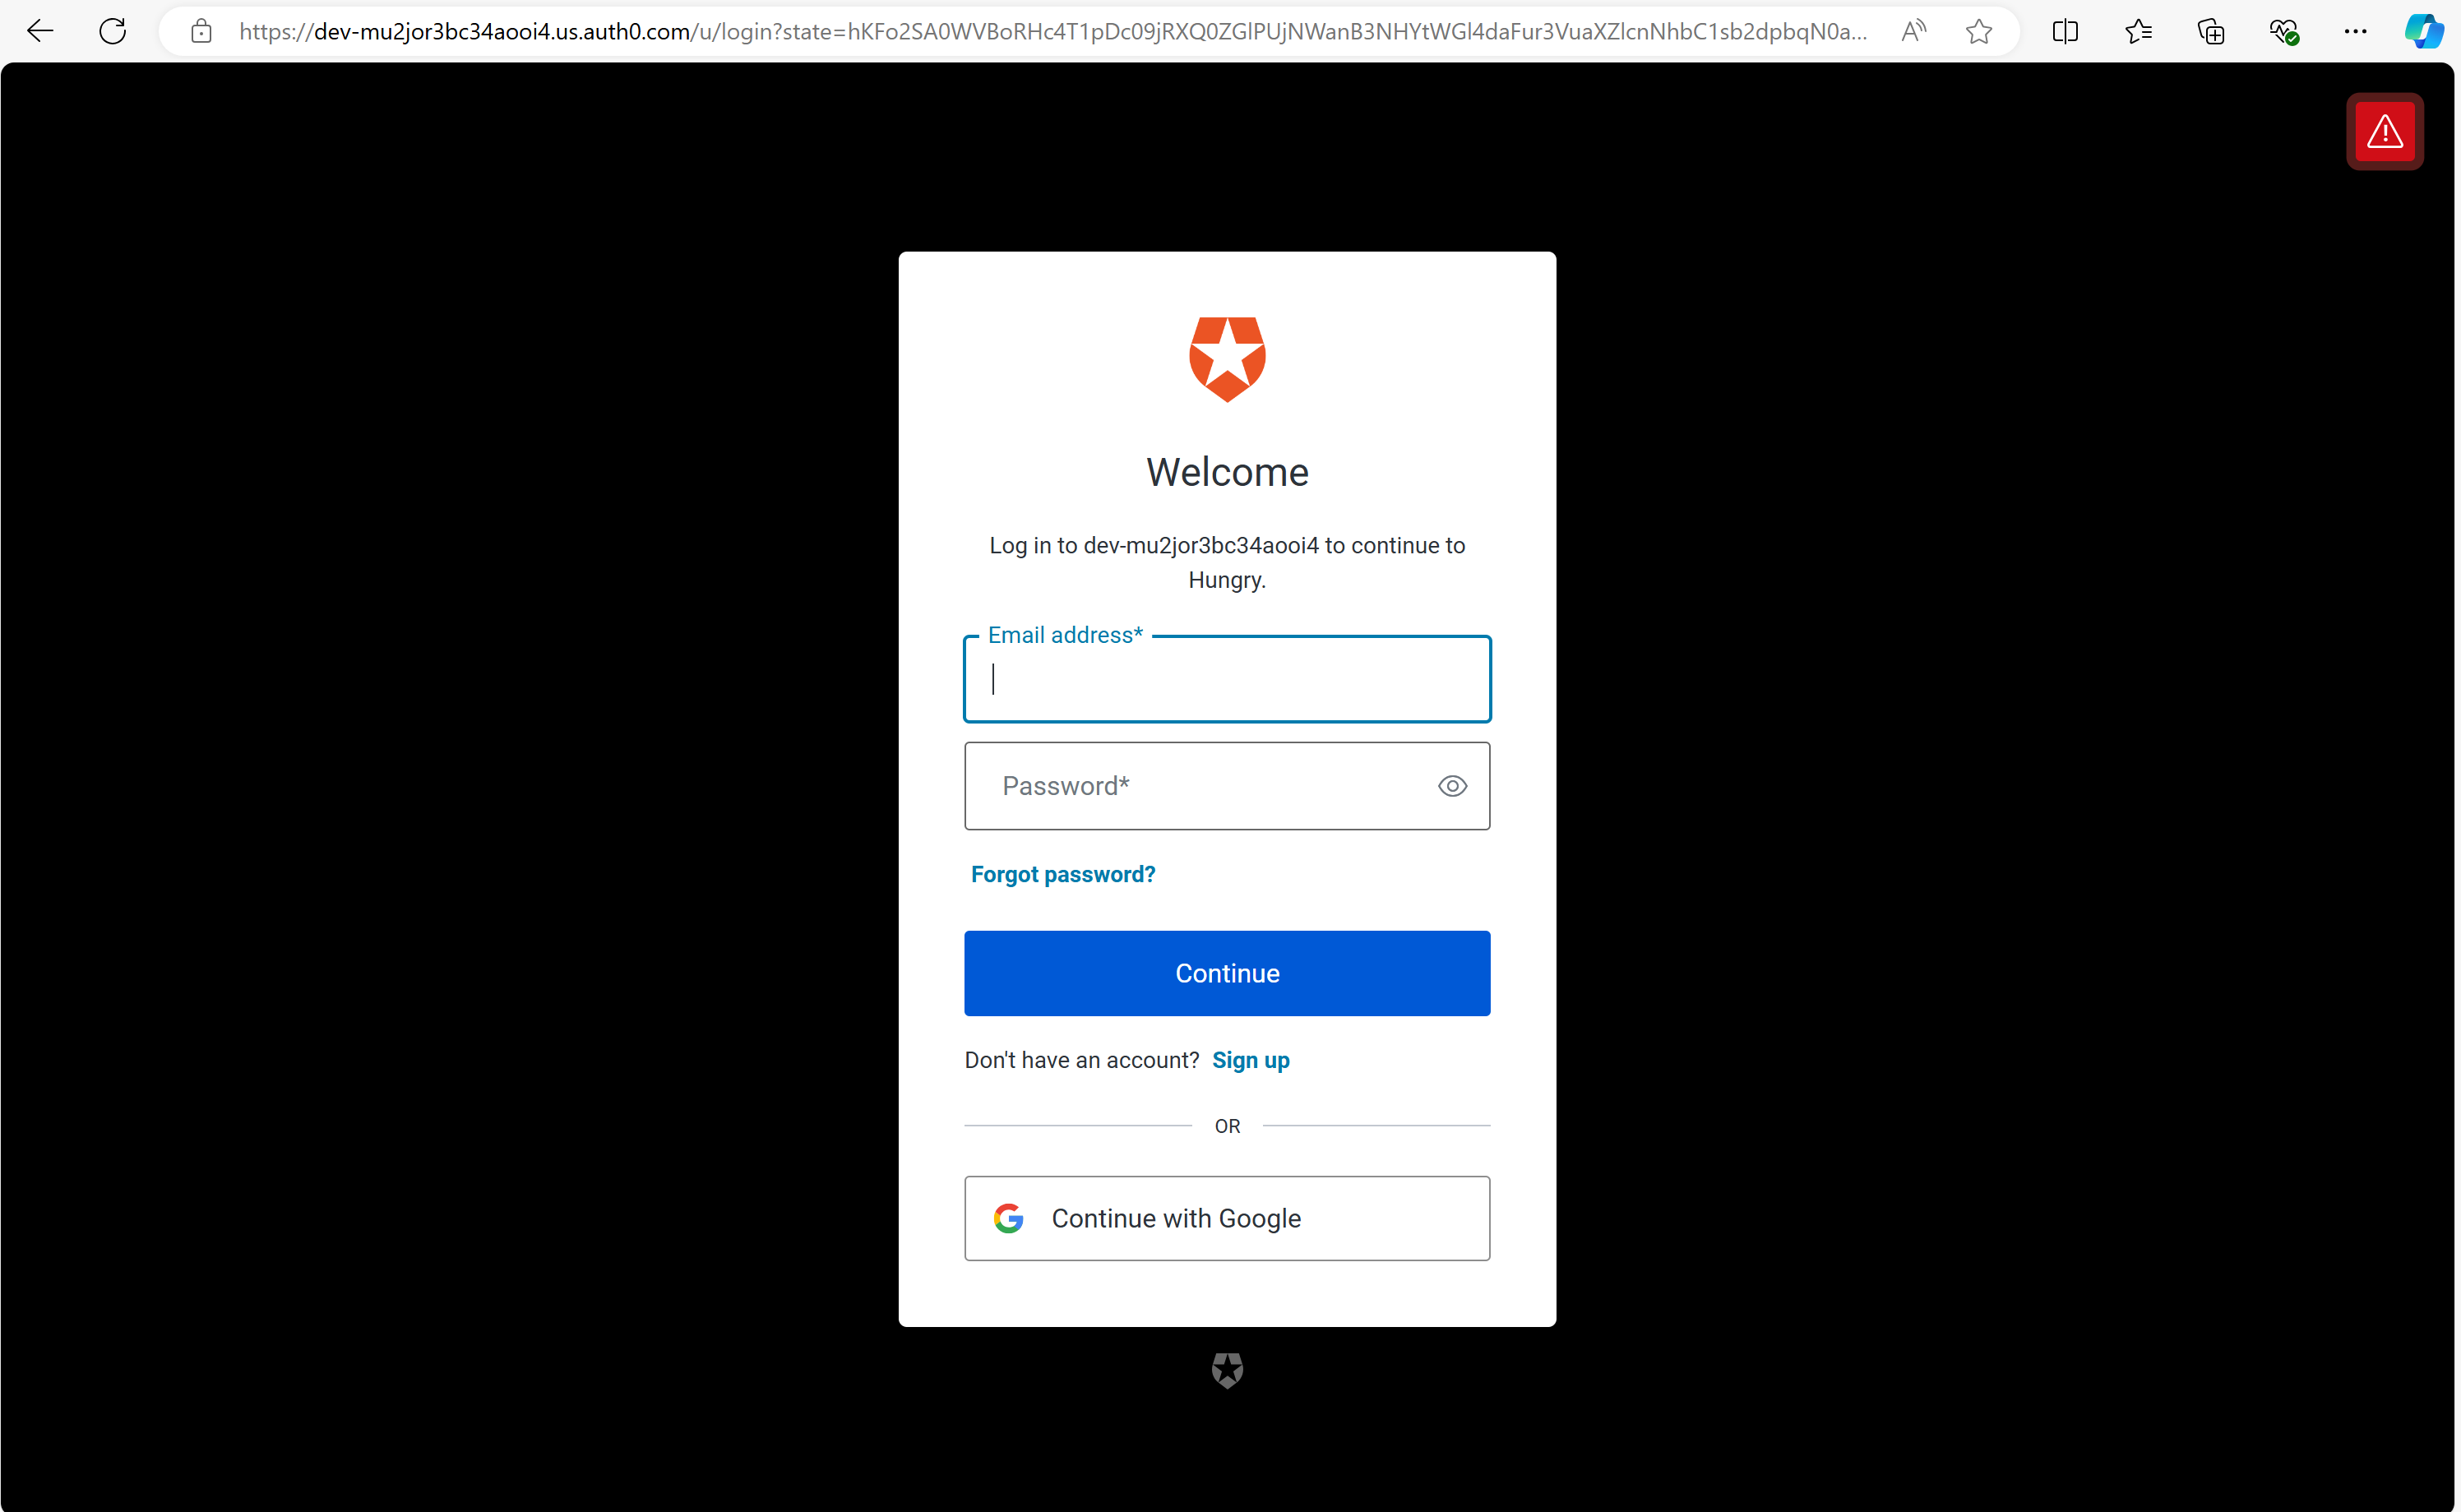 https://dev-mu2jor3bc34aooi4.us.auth0.com/u/login?state=hKFo2SA0WVBoRHc4T1pDc09jRXQ0ZGlPUjNWanB3NHYtWGl4daFur3VuaXZlcnNhbC1sb2dpbqN0a...
Welcome
Log in to dev-mu2jor3bc34aooi4 to continue to
Hungry.
Email address*
Password*
Forgot password?
Continue
Don't have an account? Sign up
OR
Continue with Google